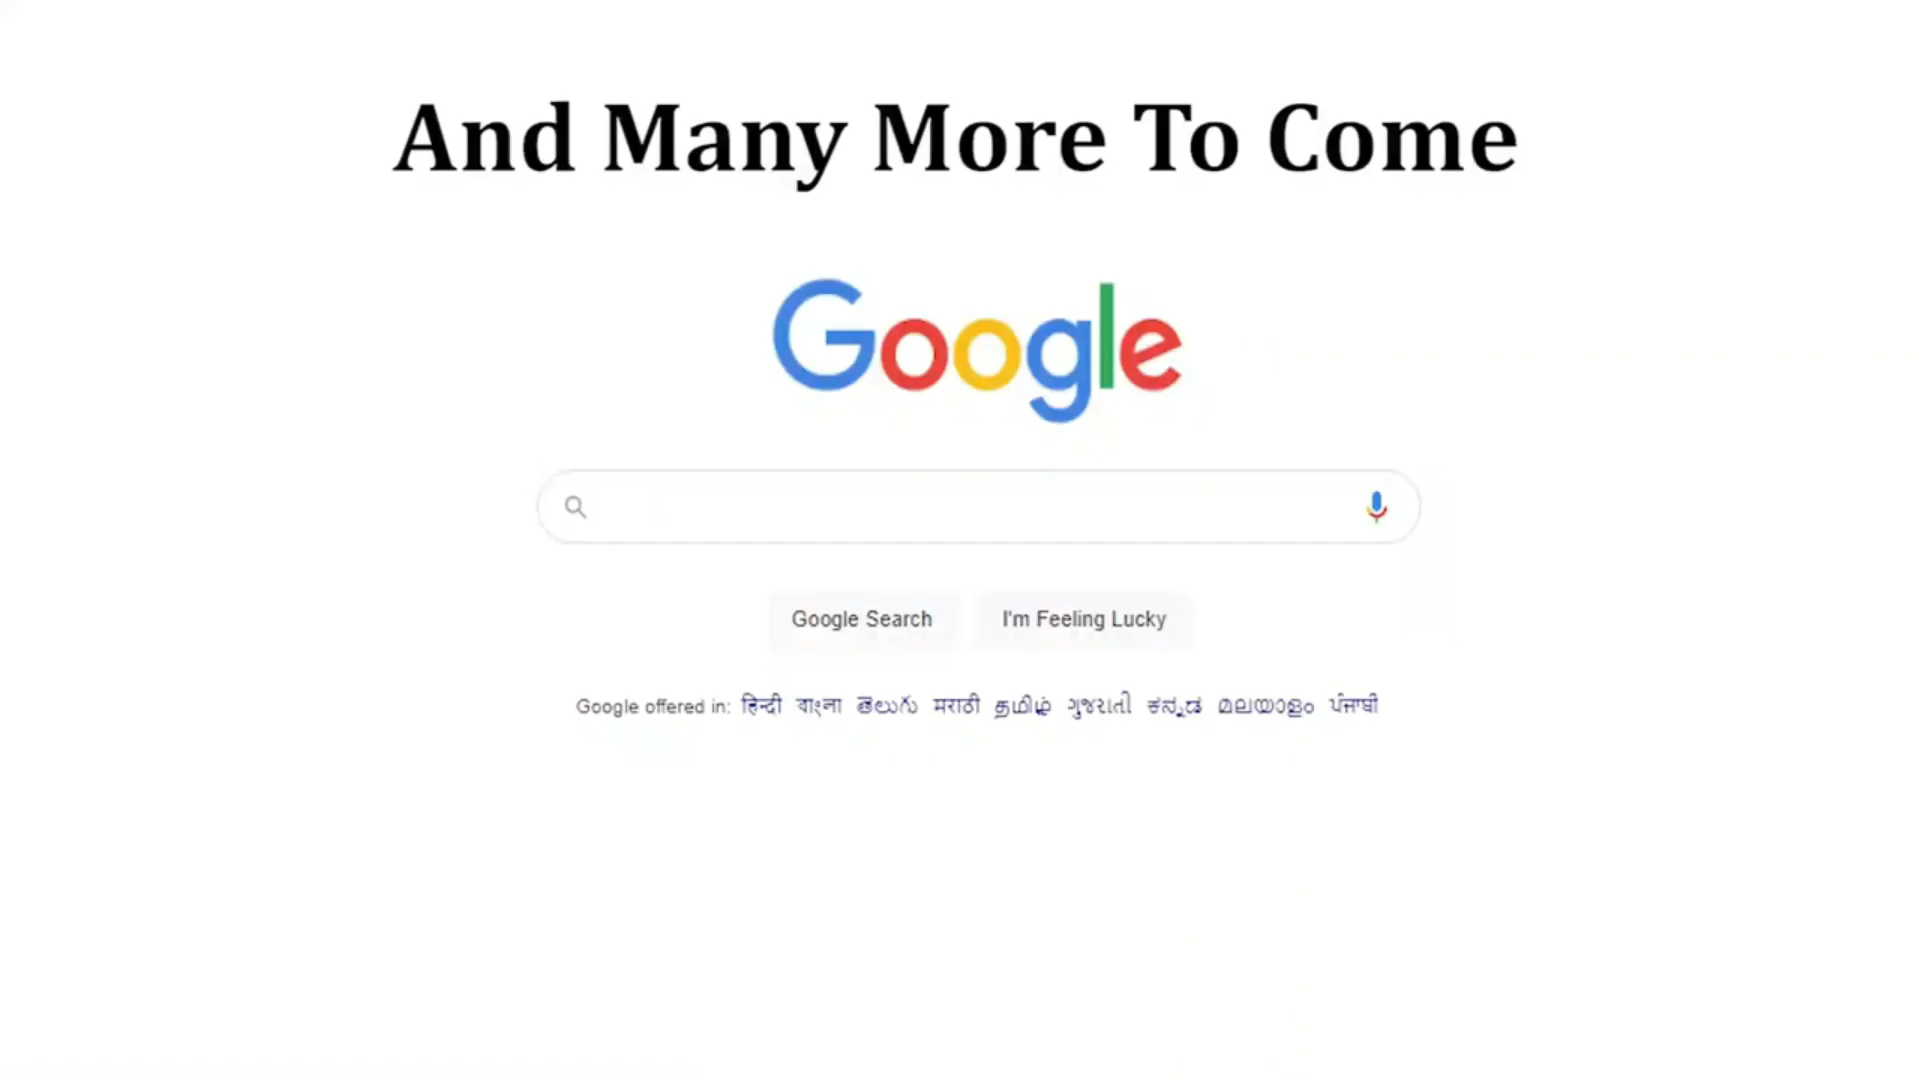 And Many More To Come
Google
Google Search I'm Feeling Lucky
Google offered in: हिन्दी বাংলা తెలుగు मराठी தமிழ் ગુજરાતી ಕನ್ನಡ മലയാളം ਪੰਜਾਬੀ